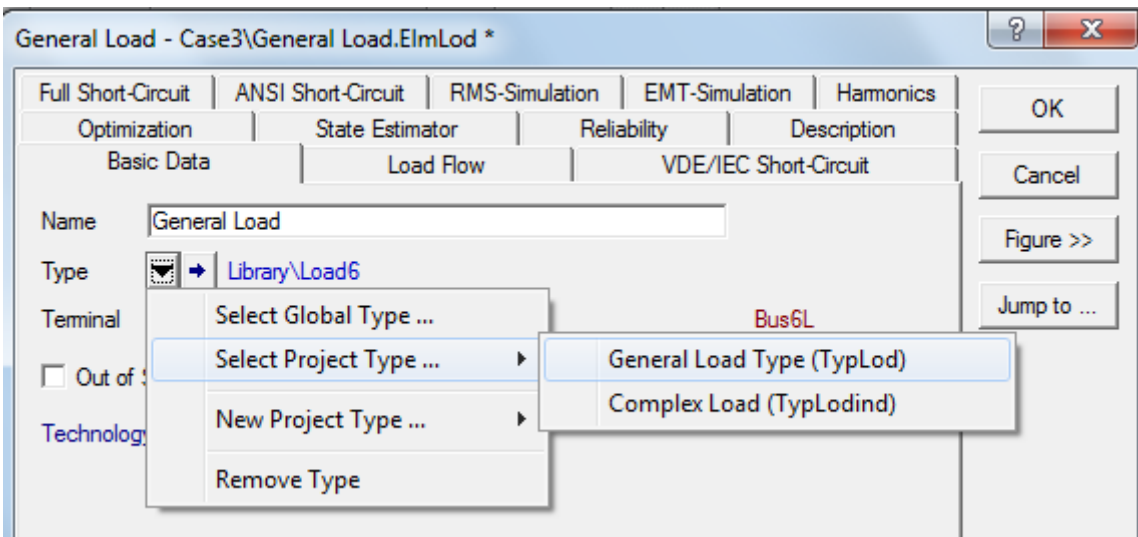 General Load - Case3\General Load.ElmLod *
?
Full Short-Circuit ANSI Short-Circuit RMS-Simulation EMT-Simulation Harmonics
Optimization State Estimator Reliability Description
Basic Data Load Flow VDE/IEC Short-Circuit
OK
Cancel
Figure >>
Jump to ...
Name General Load
Type Library\Load6
Terminal Bus6L
Out of
Technology
Select Global Type ...
Select Project Type ...
New Project Type ...
Remove Type
General Load Type (TypLod)
Complex Load (TypLodind)